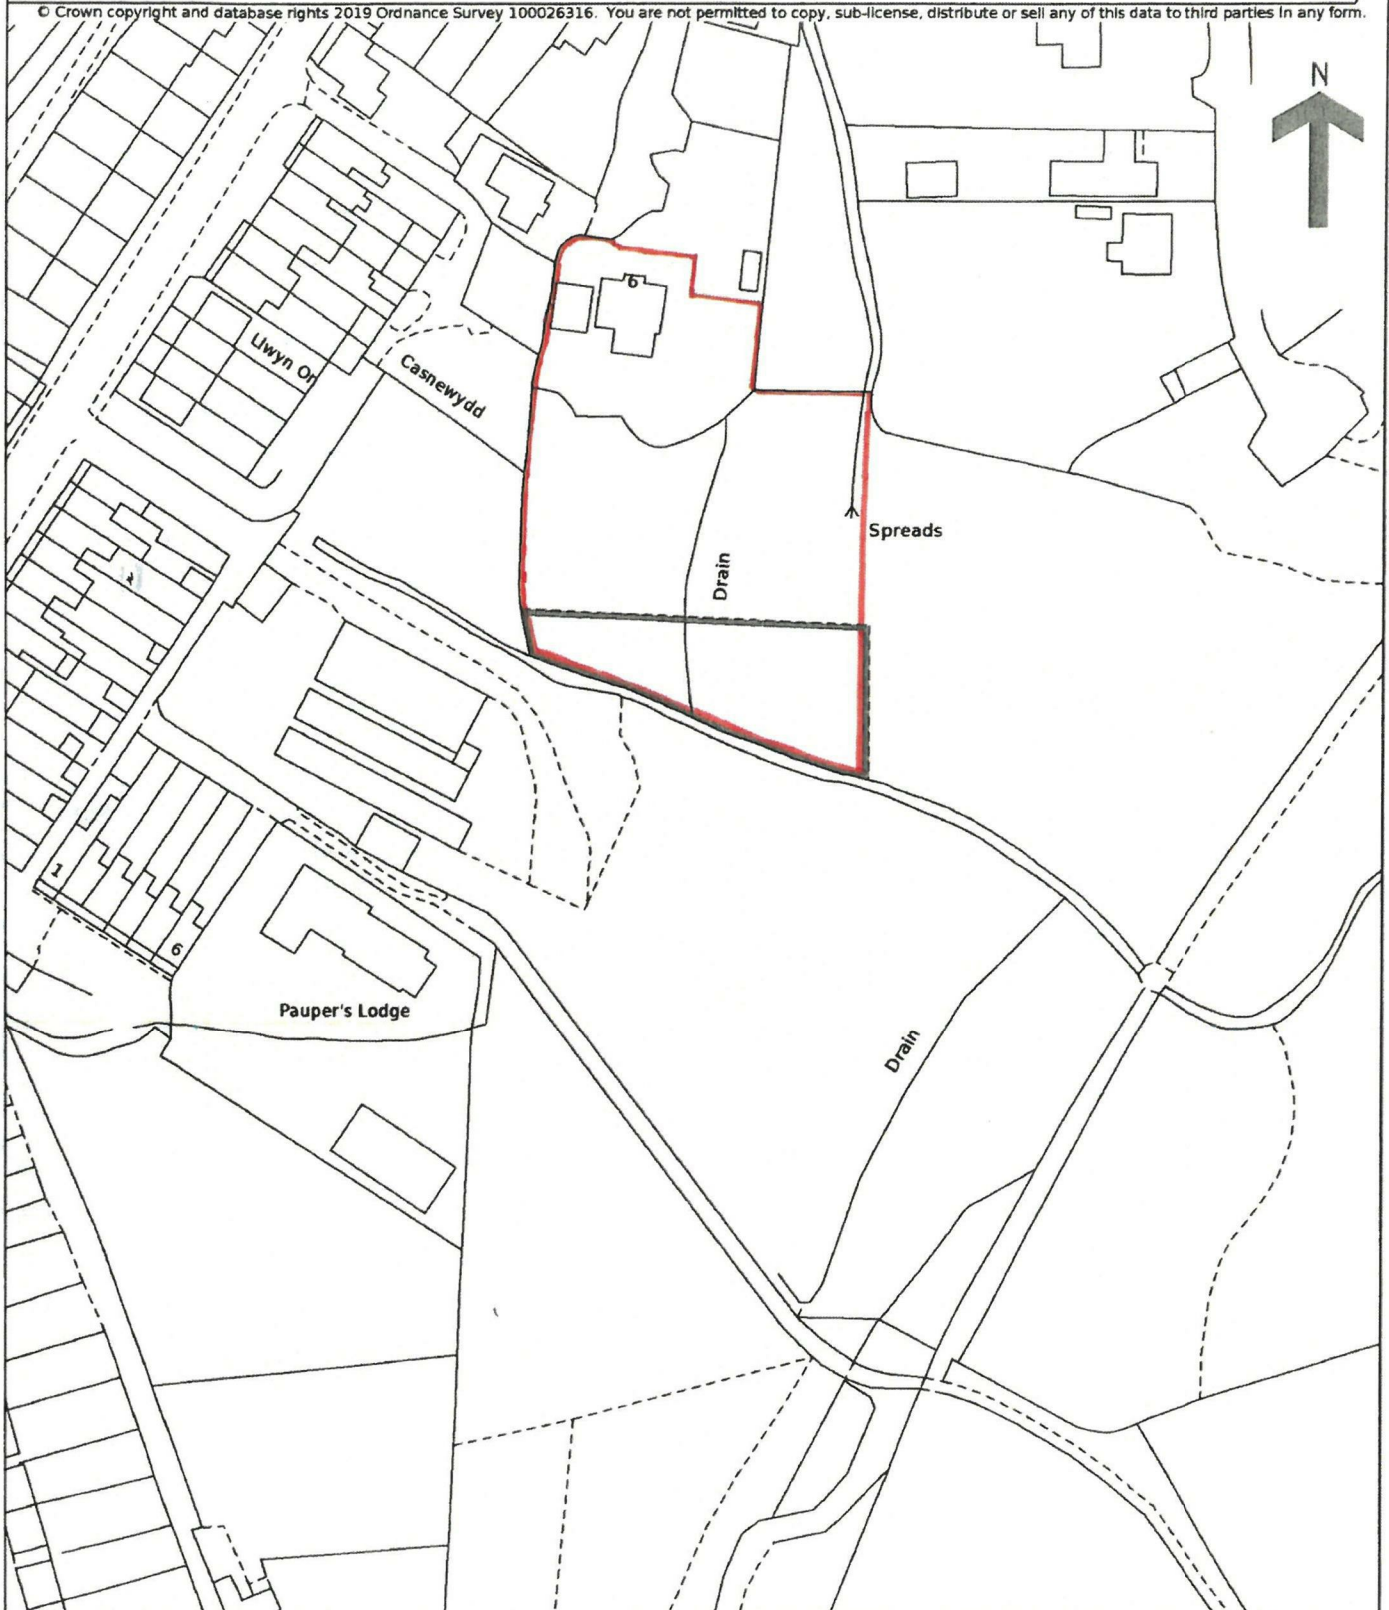 © Crown copyright and database rights 2019 Ordnance Survey 100026316. You are not permitted to copy, sub-license, distribute or sell any of this data to third parties in any form.
N
6
Llwyn On
Casnewydd
Spreads
Drain
1
6
Pauper's Lodge
Drain